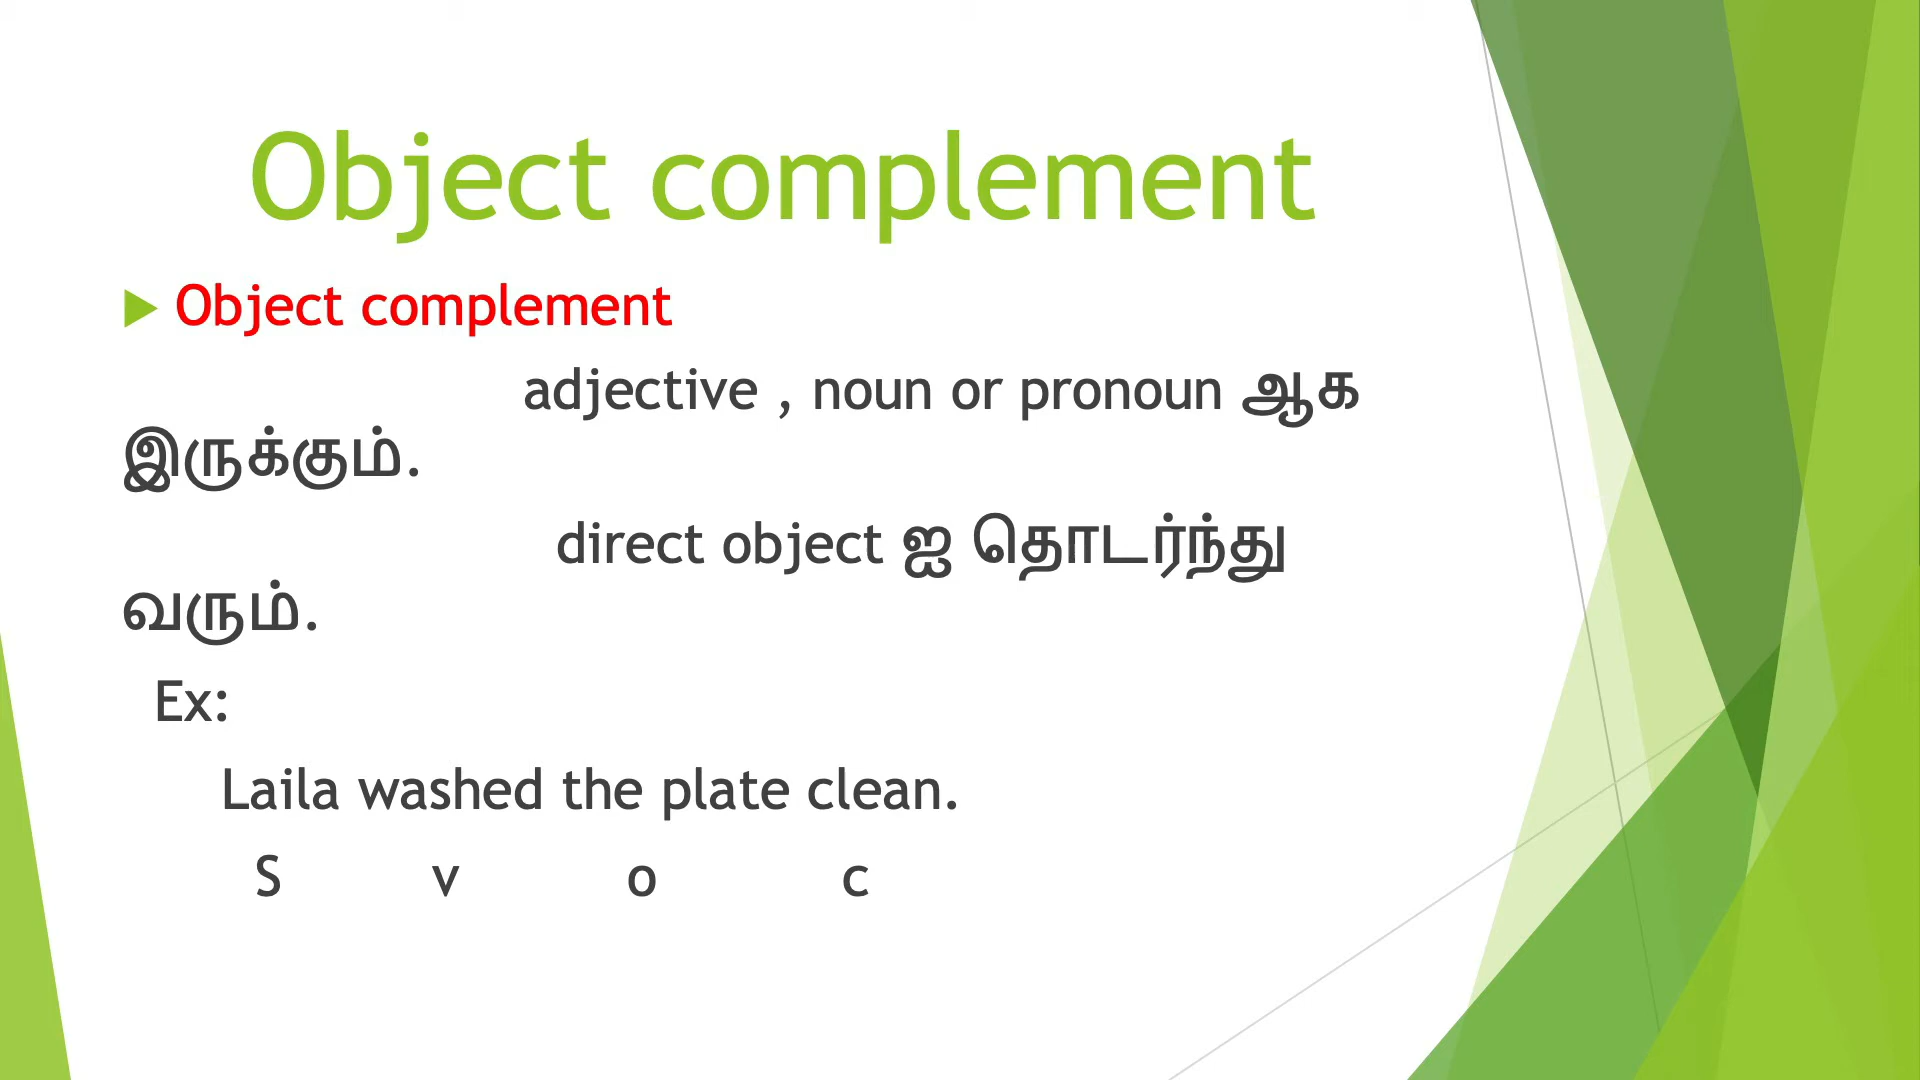 Object complement
Object complement
adjective , noun or pronoun ஆக
இருக்கும்.
direct object ஐ தொடர்ந்து
வரும்.
Ex:
Laila washed the plate clean.
S v o c